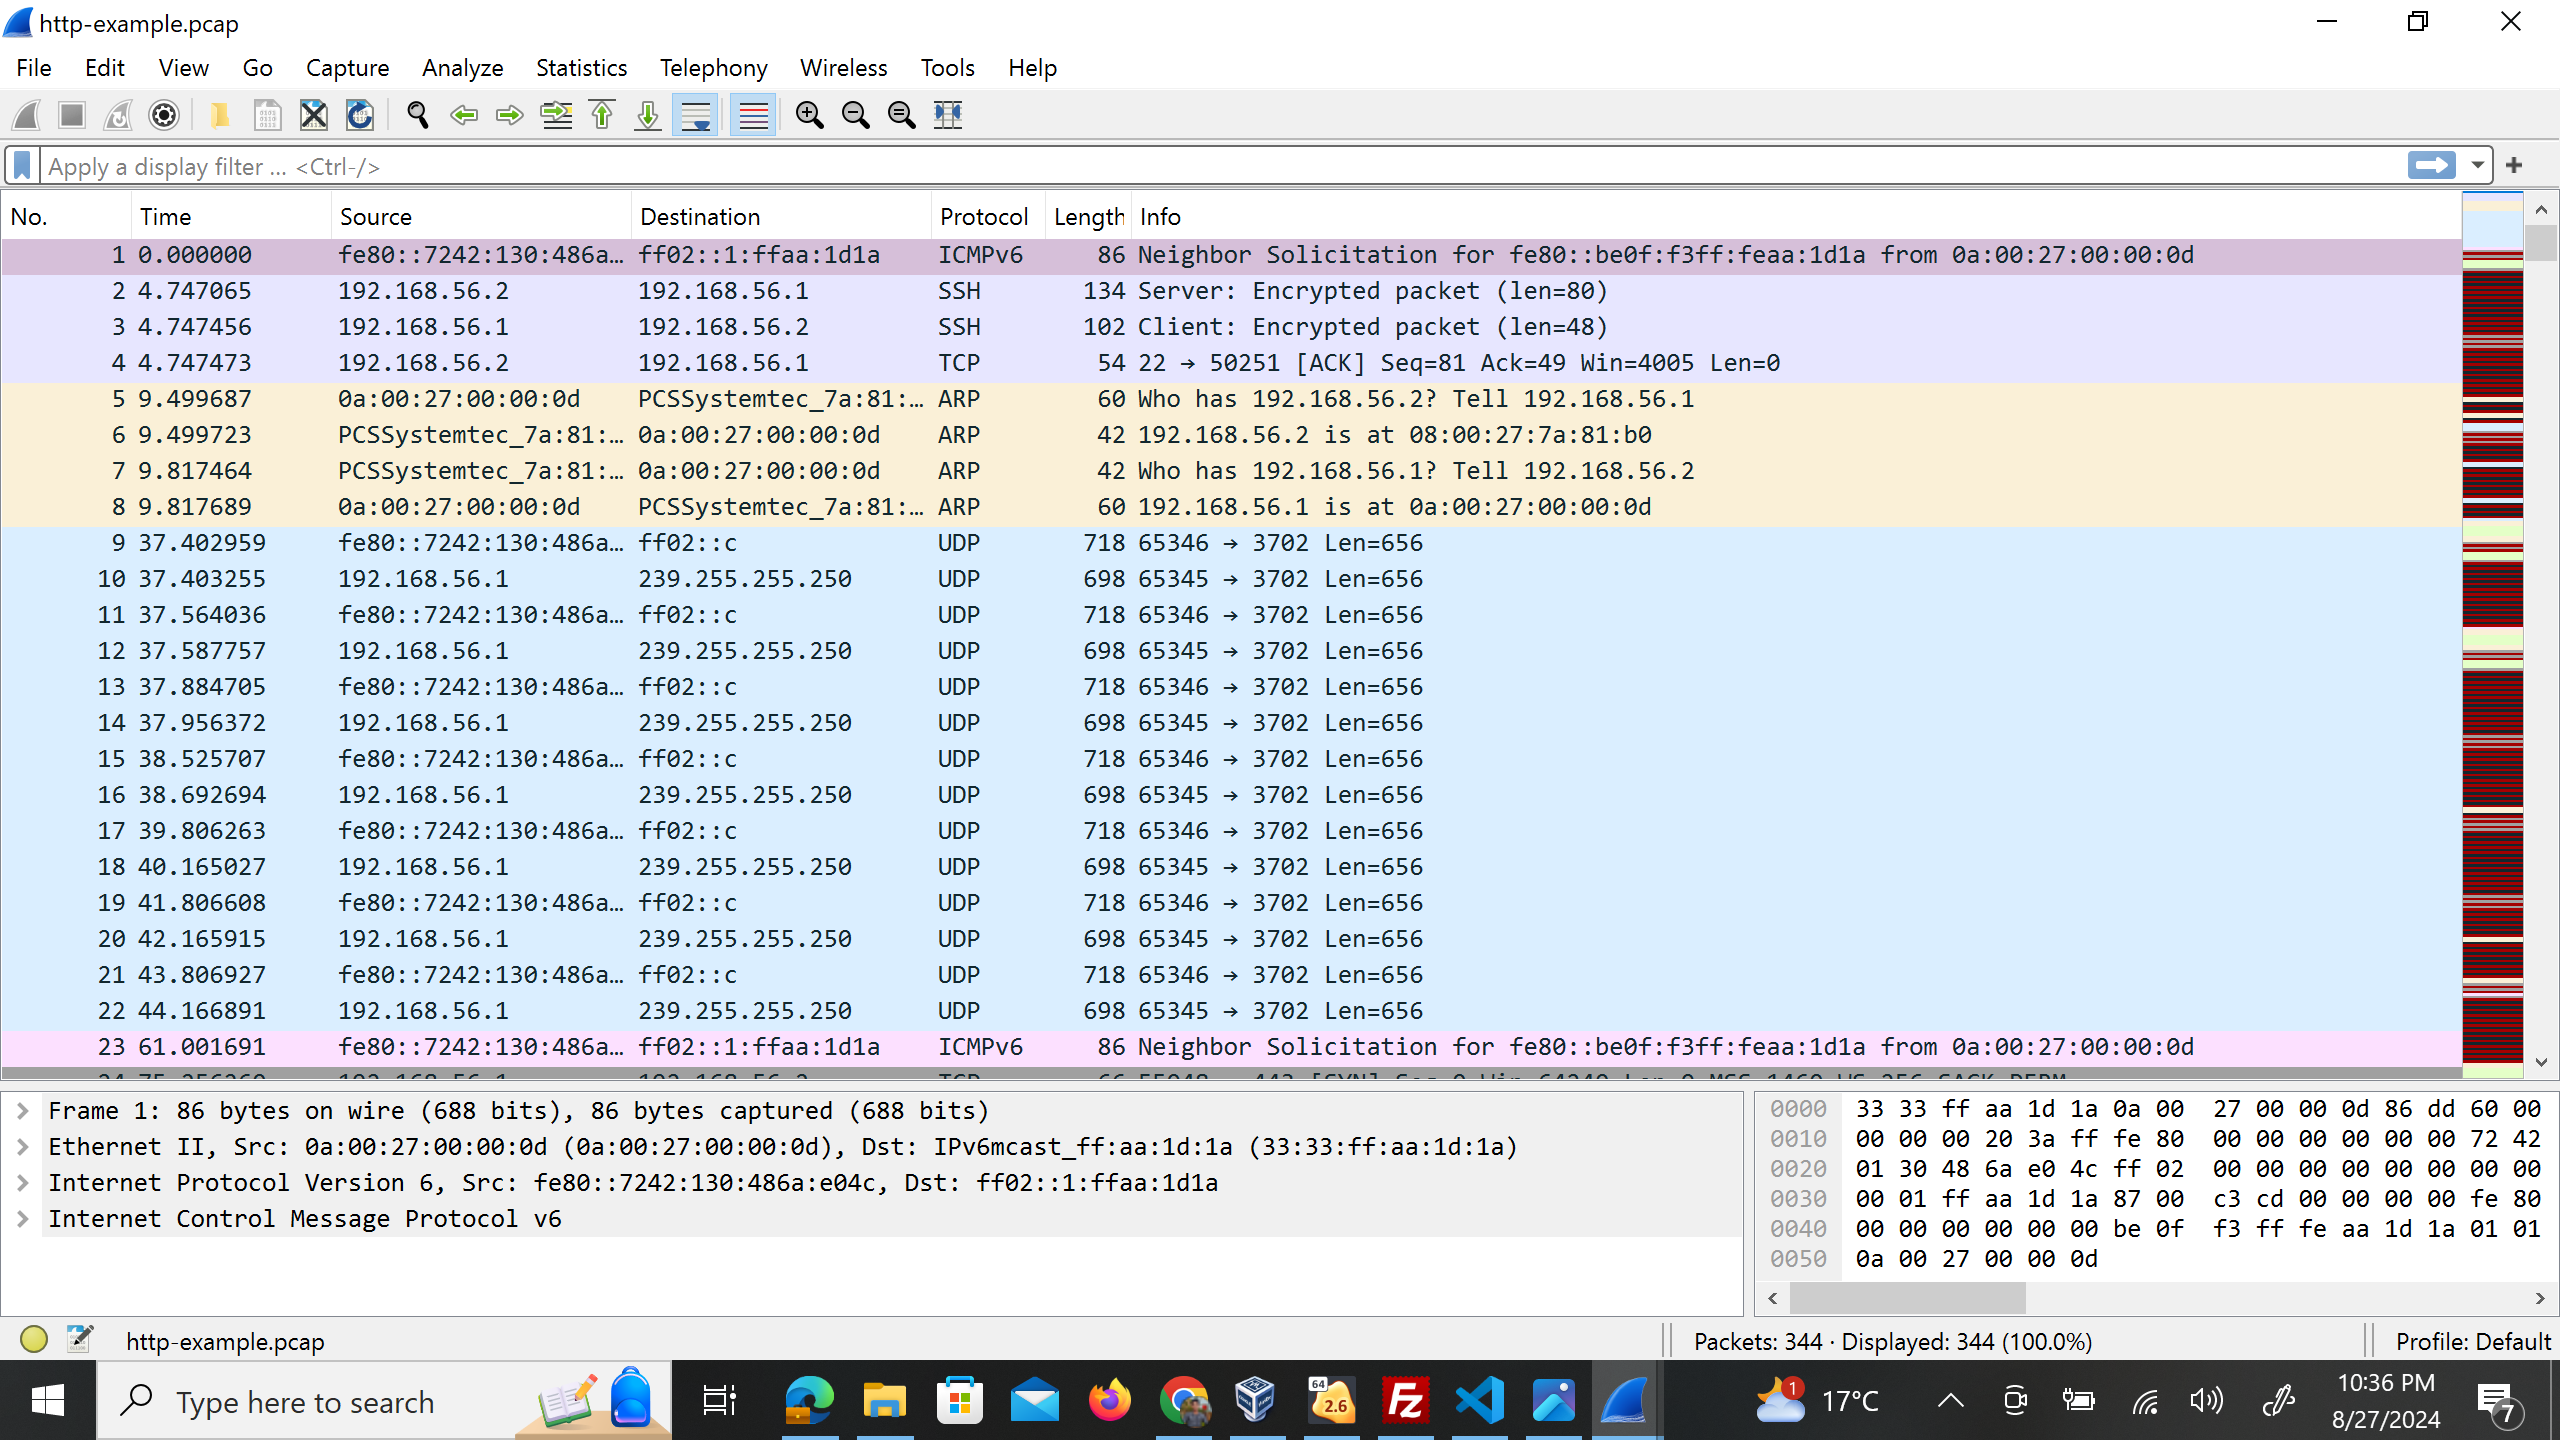 http-example.pcap
File Edit View Go Capture Analyze Statistics Telephony Wireless Tools Help
Apply a display filter ... <Ctrl-/>
No. Time Source Destination Protocol Length Info
1 0.000000 fe80::7242:130:486a… ff02::1:ffaa:1d1a ICMPv6 86 Neighbor Solicitation for fe80::be0f:f3ff:feaa:1d1a from 0a:00:27:00:00:0d
2 4.747065 192.168.56.2 192.168.56.1 SSH 134 Server: Encrypted packet (len=80)
3 4.747456 192.168.56.1 192.168.56.2 SSH 102 Client: Encrypted packet (len=48)
4 4.747473 192.168.56.2 192.168.56.1 TCP 54 22 → 50251 [ACK] Seq=81 Ack=49 Win=4005 Len=0
5 9.499687 0a:00:27:00:00:0d PCSSystemtec_7a:81:… ARP 60 Who has 192.168.56.2? Tell 192.168.56.1
6 9.499723 PCSSystemtec_7a:81:… 0a:00:27:00:00:0d ARP 42 192.168.56.2 is at 08:00:27:7a:81:b0
7 9.817464 PCSSystemtec_7a:81:… 0a:00:27:00:00:0d ARP 42 Who has 192.168.56.1? Tell 192.168.56.2
8 9.817689 0a:00:27:00:00:0d PCSSystemtec_7a:81:… ARP 60 192.168.56.1 is at 0a:00:27:00:00:0d
9 37.402959 fe80::7242:130:486a… ff02::c UDP 718 65346 → 3702 Len=656
10 37.403255 192.168.56.1 239.255.255.250 UDP 698 65345 → 3702 Len=656
11 37.564036 fe80::7242:130:486a… ff02::c UDP 718 65346 → 3702 Len=656
12 37.587757 192.168.56.1 239.255.255.250 UDP 698 65345 → 3702 Len=656
13 37.884705 fe80::7242:130:486a… ff02::c UDP 718 65346 → 3702 Len=656
14 37.956372 192.168.56.1 239.255.255.250 UDP 698 65345 → 3702 Len=656
15 38.525707 fe80::7242:130:486a… ff02::c UDP 718 65346 → 3702 Len=656
16 38.692694 192.168.56.1 239.255.255.250 UDP 698 65345 → 3702 Len=656
17 39.806263 fe80::7242:130:486a… ff02::c UDP 718 65346 → 3702 Len=656
18 40.165027 192.168.56.1 239.255.255.250 UDP 698 65345 → 3702 Len=656
19 41.806608 fe80::7242:130:486a… ff02::c UDP 718 65346 → 3702 Len=656
20 42.165915 192.168.56.1 239.255.255.250 UDP 698 65345 → 3702 Len=656
21 43.806927 fe80::7242:130:486a… ff02::c UDP 718 65346 → 3702 Len=656
22 44.166891 192.168.56.1 239.255.255.250 UDP 698 65345 → 3702 Len=656
23 61.001691 fe80::7242:130:486a… ff02::1:ffaa:1d1a ICMPv6 86 Neighbor Solicitation for fe80::be0f:f3ff:feaa:1d1a from 0a:00:27:00:00:0d
Frame 1: 86 bytes on wire (688 bits), 86 bytes captured (688 bits)
Ethernet II, Src: 0a:00:27:00:00:0d (0a:00:27:00:00:0d), Dst: IPv6mcast_ff:aa:1d:1a (33:33:ff:aa:1d:1a)
Internet Protocol Version 6, Src: fe80::7242:130:486a:e04c, Dst: ff02::1:ffaa:1d1a
Internet Control Message Protocol v6
0000 33 33 ff aa 1d 1a 0a 00 27 00 00 0d 86 dd 60 00
0010 00 00 00 20 3a ff fe 80 00 00 00 00 00 00 72 42
0020 01 30 48 6a e0 4c ff 02 00 00 00 00 00 00 00 00
0030 00 01 ff aa 1d 1a 87 00 c3 cd 00 00 00 00 fe 80
0040 00 00 00 00 00 00 be 0f f3 ff fe aa 1d 1a 01 01
0050 0a 00 27 00 00 0d
http-example.pcap
Packets: 344 · Displayed: 344 (100.0%)
Profile: Default
Type here to search
64
2.6
Fz
1
17°C
10:36 PM
8/27/2024
7